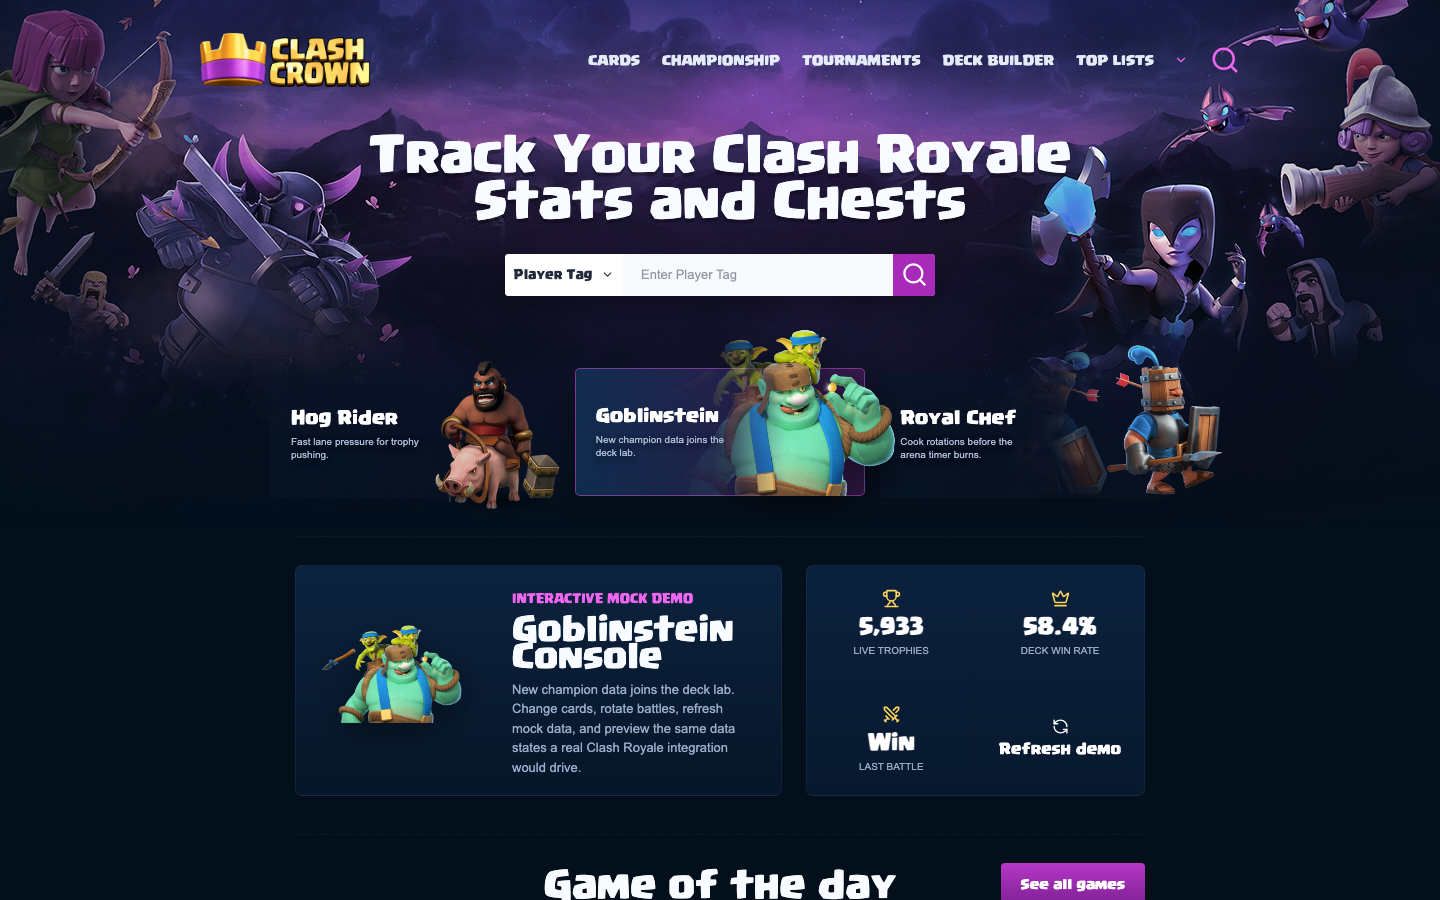 CLASH
CROWN
CARDS
CHAMPIONSHIP
TOURNAMENTS
DECK BUILDER
TOP LISTS
Track Your Clash Royale
Stats and Chests
Player Tag
Enter Player Tag
Hog Rider
Fast lane pressure for trophy
pushing.
Goblinstein
New champion data joins the
deck lab.
Royal Chef
Cook rotations before the
arena timer burns.
INTERACTIVE MOCK DEMO
Goblinstein
Console
New champion data joins the deck lab.
Change cards, rotate battles, refresh
mock data, and preview the same data
states a real Clash Royale integration
would drive.
5,933
LIVE TROPHIES
58.4%
DECK WIN RATE
Win
LAST BATTLE
Refresh demo
Game of the day
See all games